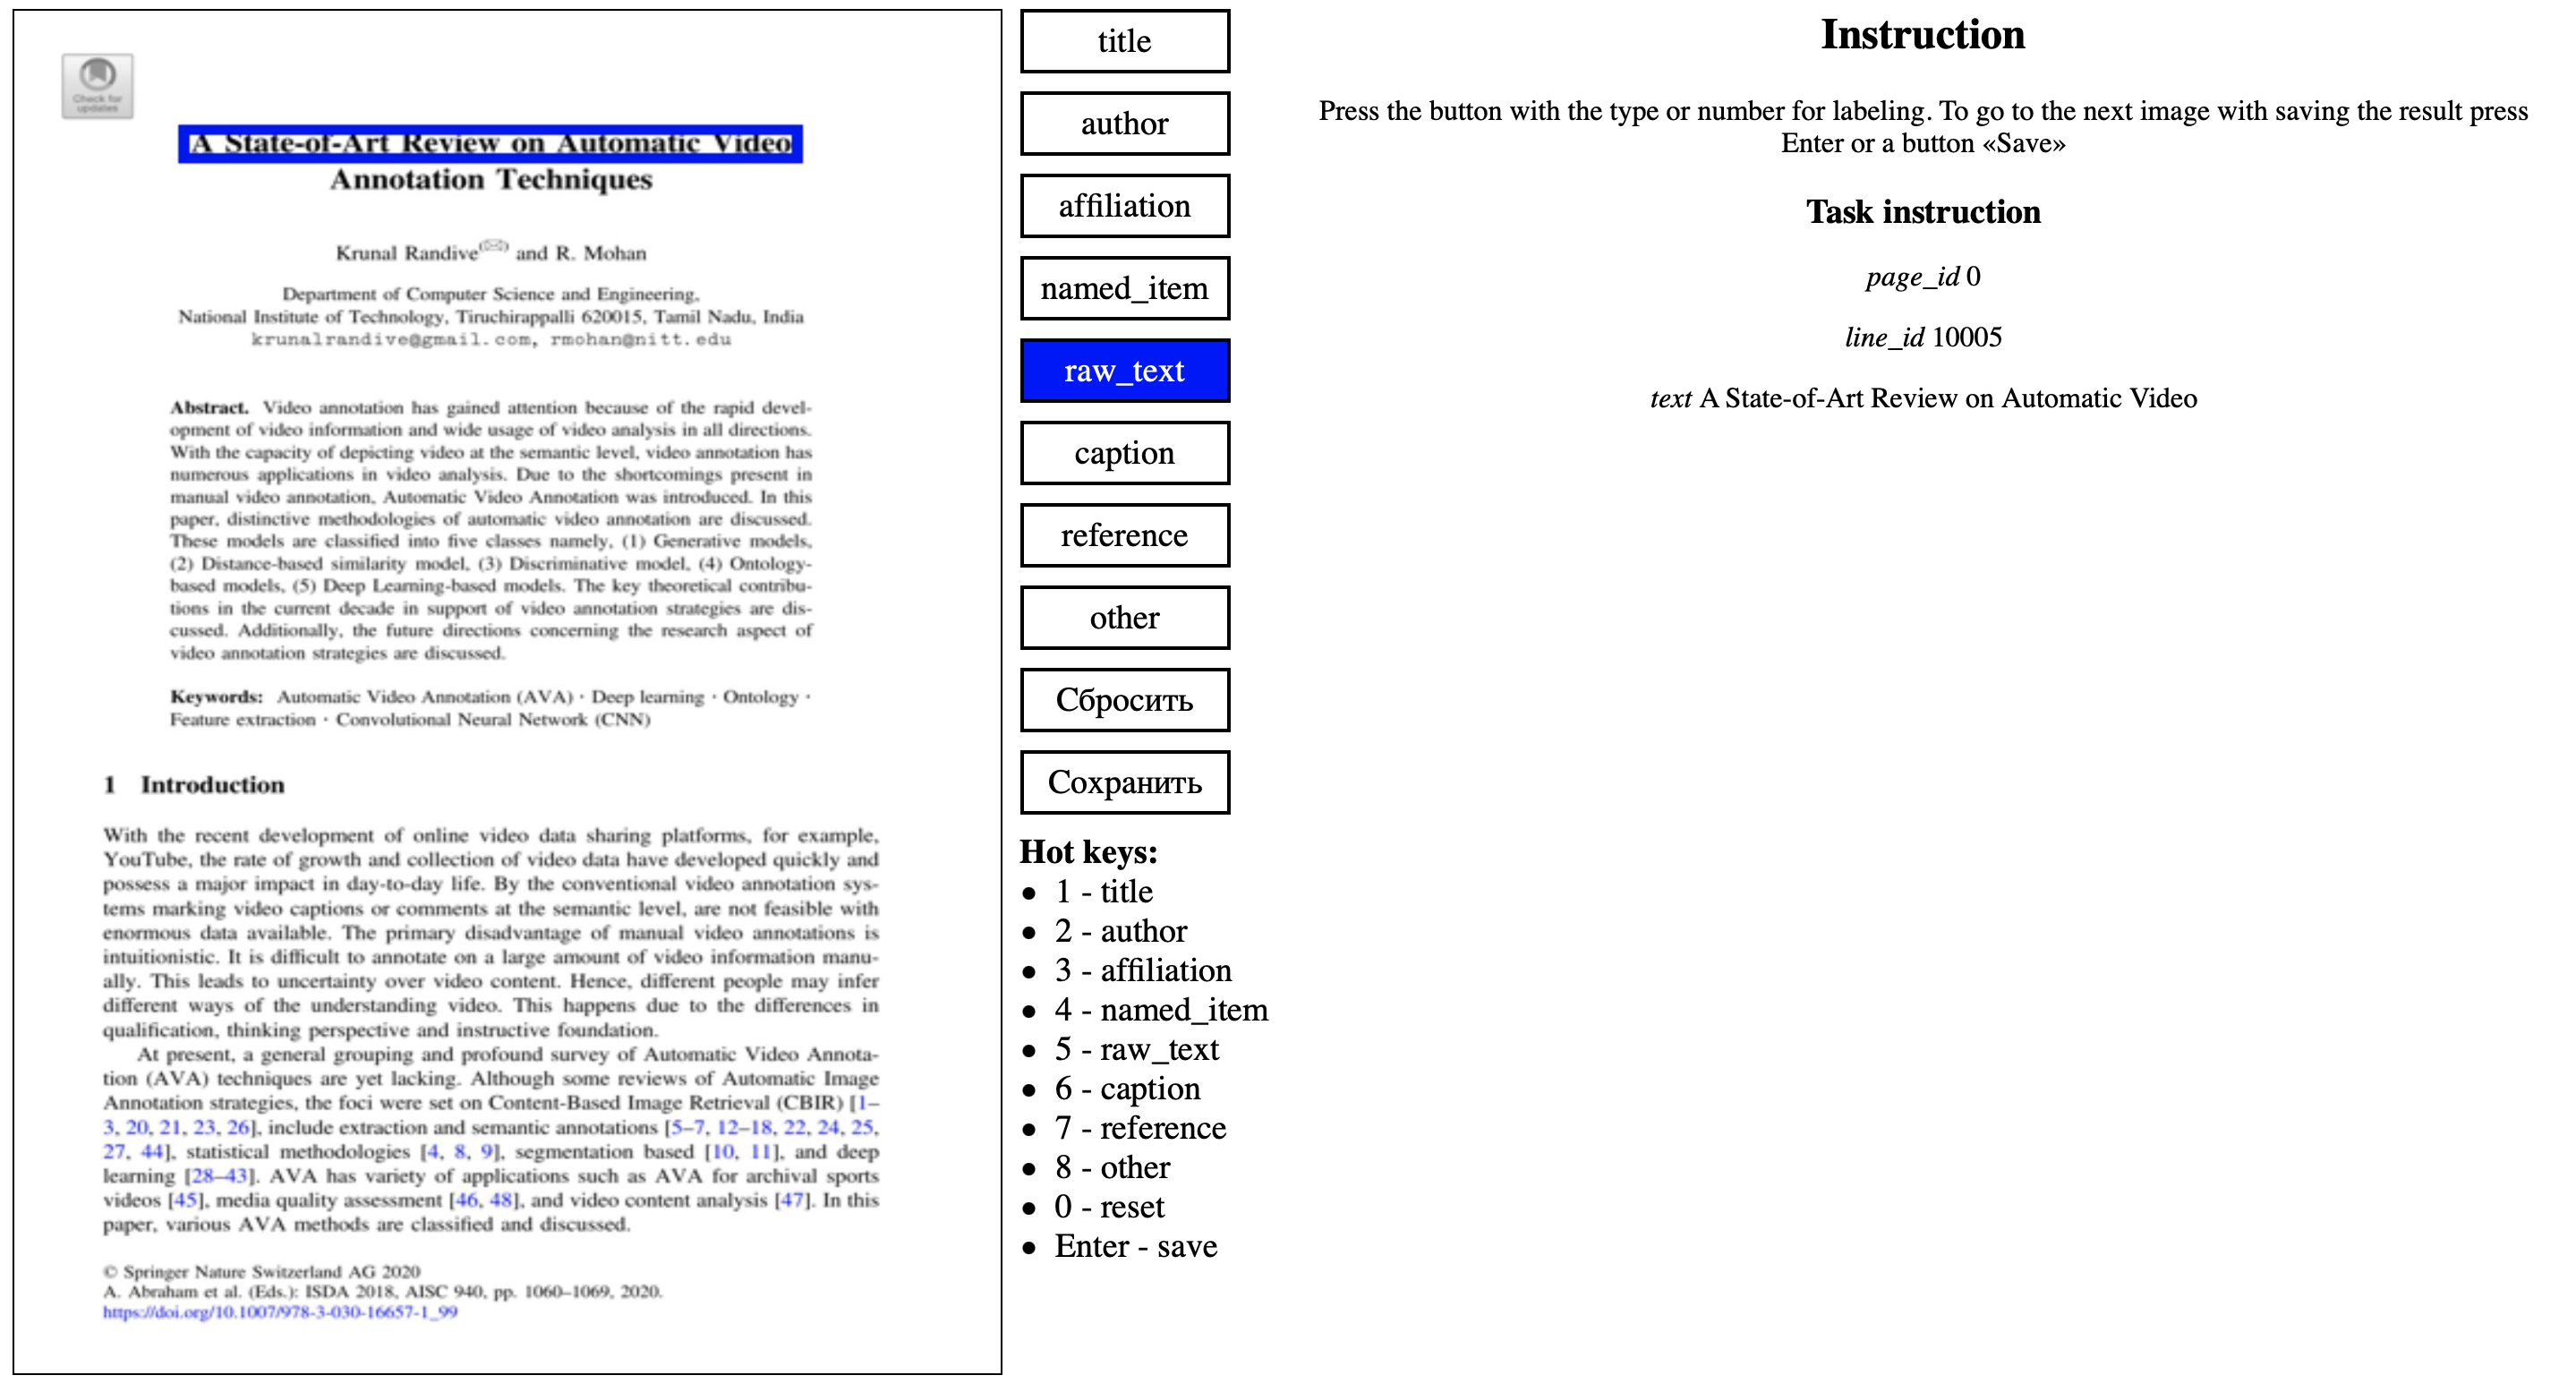 Check for
updates
A State-of-Art Review on Automatic Video
Annotation Techniques
Krunal Randive(✉) and R. Mohan
Department of Computer Science and Engineering,
National Institute of Technology, Tiruchirappalli 620015, Tamil Nadu, India
krunalrandive@gmail.com, rmohan@nitt.edu
Abstract. Video annotation has gained attention because of the rapid devel-
opment of video information and wide usage of video analysis in all directions.
With the capacity of depicting video at the semantic level, video annotation has
numerous applications in video analysis. Due to the shortcomings present in
manual video annotation, Automatic Video Annotation was introduced. In this
paper, distinctive methodologies of automatic video annotation are discussed.
These models are classified into five classes namely, (1) Generative models,
(2) Distance-based similarity model, (3) Discriminative model, (4) Ontology-
based models, (5) Deep Learning-based models. The key theoretical contribu-
tions in the current decade in support of video annotation strategies are dis-
cussed. Additionally, the future directions concerning the research aspect of
video annotation strategies are discussed.
Keywords: Automatic Video Annotation (AVA) · Deep learning · Ontology ·
Feature extraction · Convolutional Neural Network (CNN)
1 Introduction
With the recent development of online video data sharing platforms, for example,
YouTube, the rate of growth and collection of video data have developed quickly and
possess a major impact in day-to-day life. By the conventional video annotation sys-
tems marking video captions or comments at the semantic level, are not feasible with
enormous data available. The primary disadvantage of manual video annotations is
intuitionistic. It is difficult to annotate on a large amount of video information manu-
ally. This leads to uncertainty over video content. Hence, different people may infer
different ways of the understanding video. This happens due to the differences in
qualification, thinking perspective and instructive foundation.
At present, a general grouping and profound survey of Automatic Video Annota-
tion (AVA) techniques are yet lacking. Although some reviews of Automatic Image
Annotation strategies, the foci were set on Content-Based Image Retrieval (CBIR) [1–
3, 20, 21, 23, 26], include extraction and semantic annotations [5–7, 12–18, 22, 24, 25,
27, 44], statistical methodologies [4, 8, 9], segmentation based [10, 11], and deep
learning [28–43]. AVA has variety of applications such as AVA for archival sports
videos [45], media quality assessment [46, 48], and video content analysis [47]. In this
paper, various AVA methods are classified and discussed.
© Springer Nature Switzerland AG 2020
A. Abraham et al. (Eds.): ISDA 2018, AISC 940, pp. 1060–1069, 2020.
https://doi.org/10.1007/978-3-030-16657-1_99
title
author
affiliation
named_item
raw_text
caption
reference
other
Сбросить
Сохранить
Hot keys:
• 1 - title
• 2 - author
• 3 - affiliation
• 4 - named_item
• 5 - raw_text
• 6 - caption
• 7 - reference
• 8 - other
• 0 - reset
• Enter - save
Instruction
Press the button with the type or number for labeling. To go to the next image with saving the result press
Enter or a button «Save»
Task instruction
page_id 0
line_id 10005
text A State-of-Art Review on Automatic Video